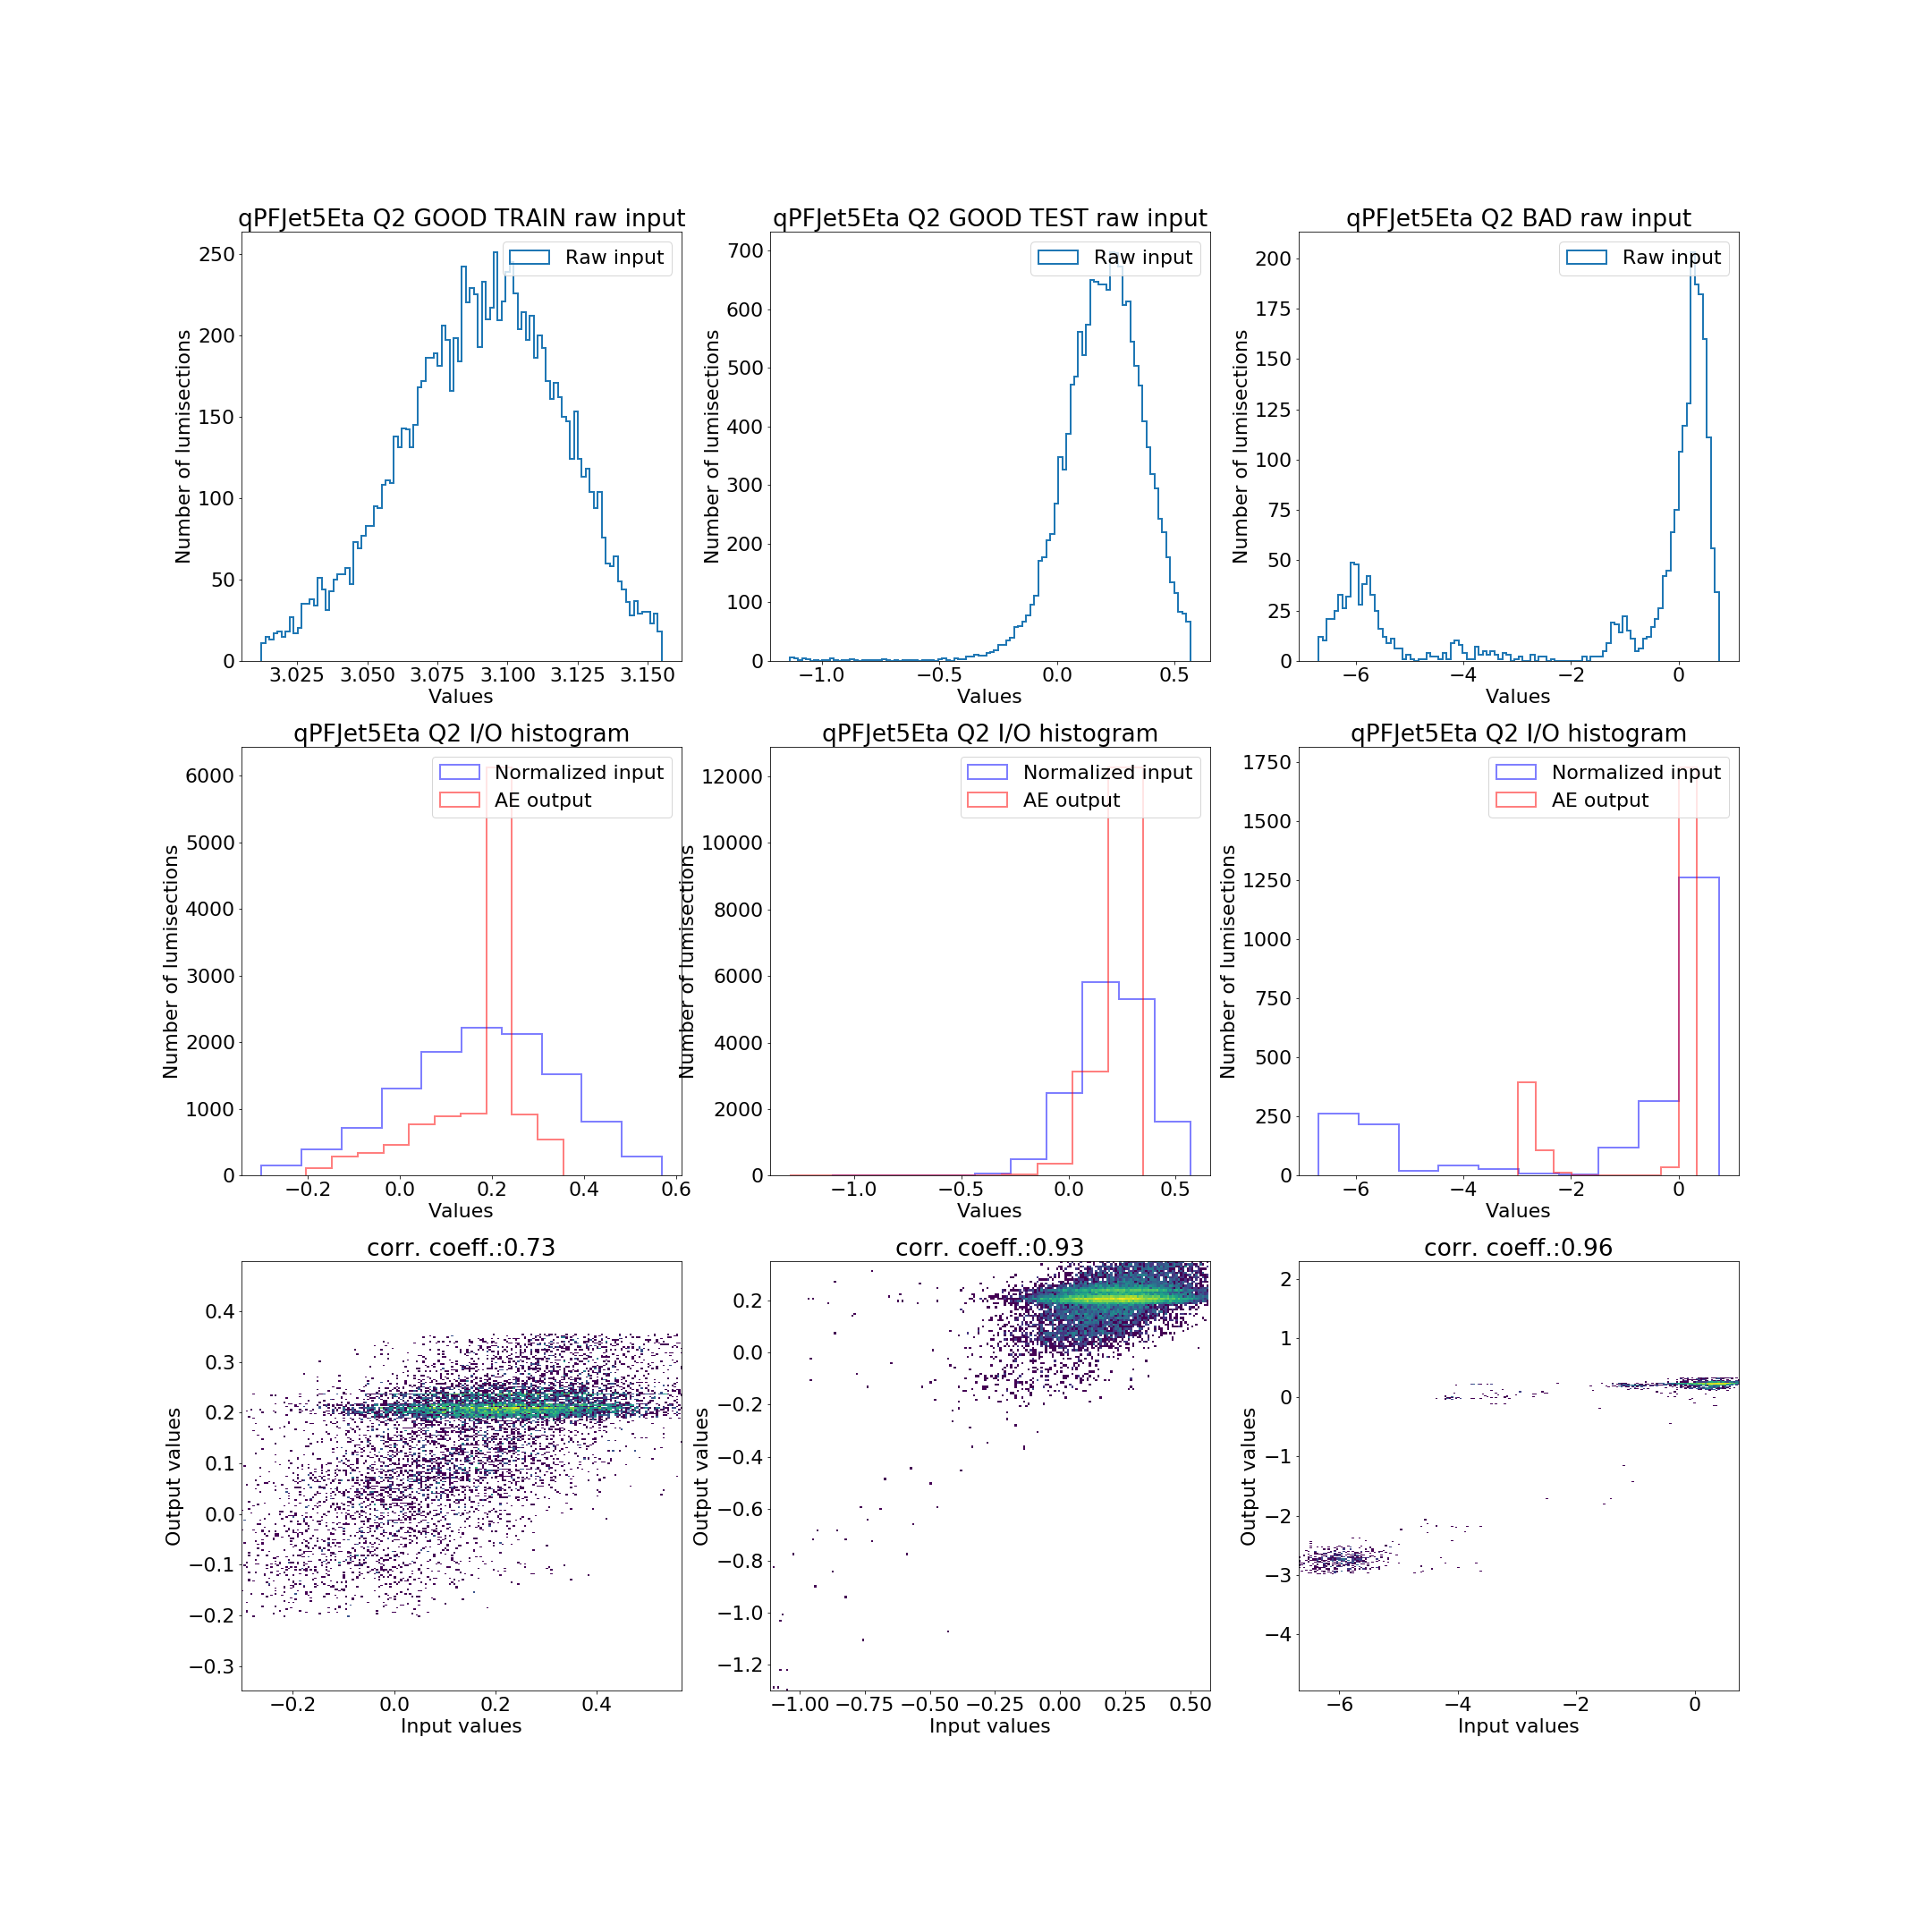 qPFJet5Eta Q2 GOOD TRAIN raw input
Raw input
Number of lumisections
250
200
150
100
50
0
3.025 3.050 3.075 3.100 3.125 3.150
Values
qPFJet5Eta Q2 GOOD TEST raw input
Raw input
Number of lumisections
700
600
500
400
300
200
100
0
−1.0 −0.5 0.0 0.5
Values
qPFJet5Eta Q2 BAD raw input
Raw input
Number of lumisections
200
175
150
125
100
75
50
25
0
−6 −4 −2 0
Values
qPFJet5Eta Q2 I/O histogram
Normalized input
AE output
Number of lumisections
6000
5000
4000
3000
2000
1000
0
−0.2 0.0 0.2 0.4 0.6
Values
qPFJet5Eta Q2 I/O histogram
Normalized input
AE output
Number of lumisections
12000
10000
8000
6000
4000
2000
0
−1.0 −0.5 0.0 0.5
Values
qPFJet5Eta Q2 I/O histogram
Normalized input
AE output
Number of lumisections
1750
1500
1250
1000
750
500
250
0
−6 −4 −2 0
Values
corr. coeff.:0.73
Output values
0.4
0.3
0.2
0.1
0.0
−0.1
−0.2
−0.3
−0.2 0.0 0.2 0.4
Input values
corr. coeff.:0.93
Output values
0.2
0.0
−0.2
−0.4
−0.6
−0.8
−1.0
−1.2
−1.00 −0.75 −0.50 −0.25 0.00 0.25 0.50
Input values
corr. coeff.:0.96
Output values
2
1
0
−1
−2
−3
−4
−6 −4 −2 0
Input values